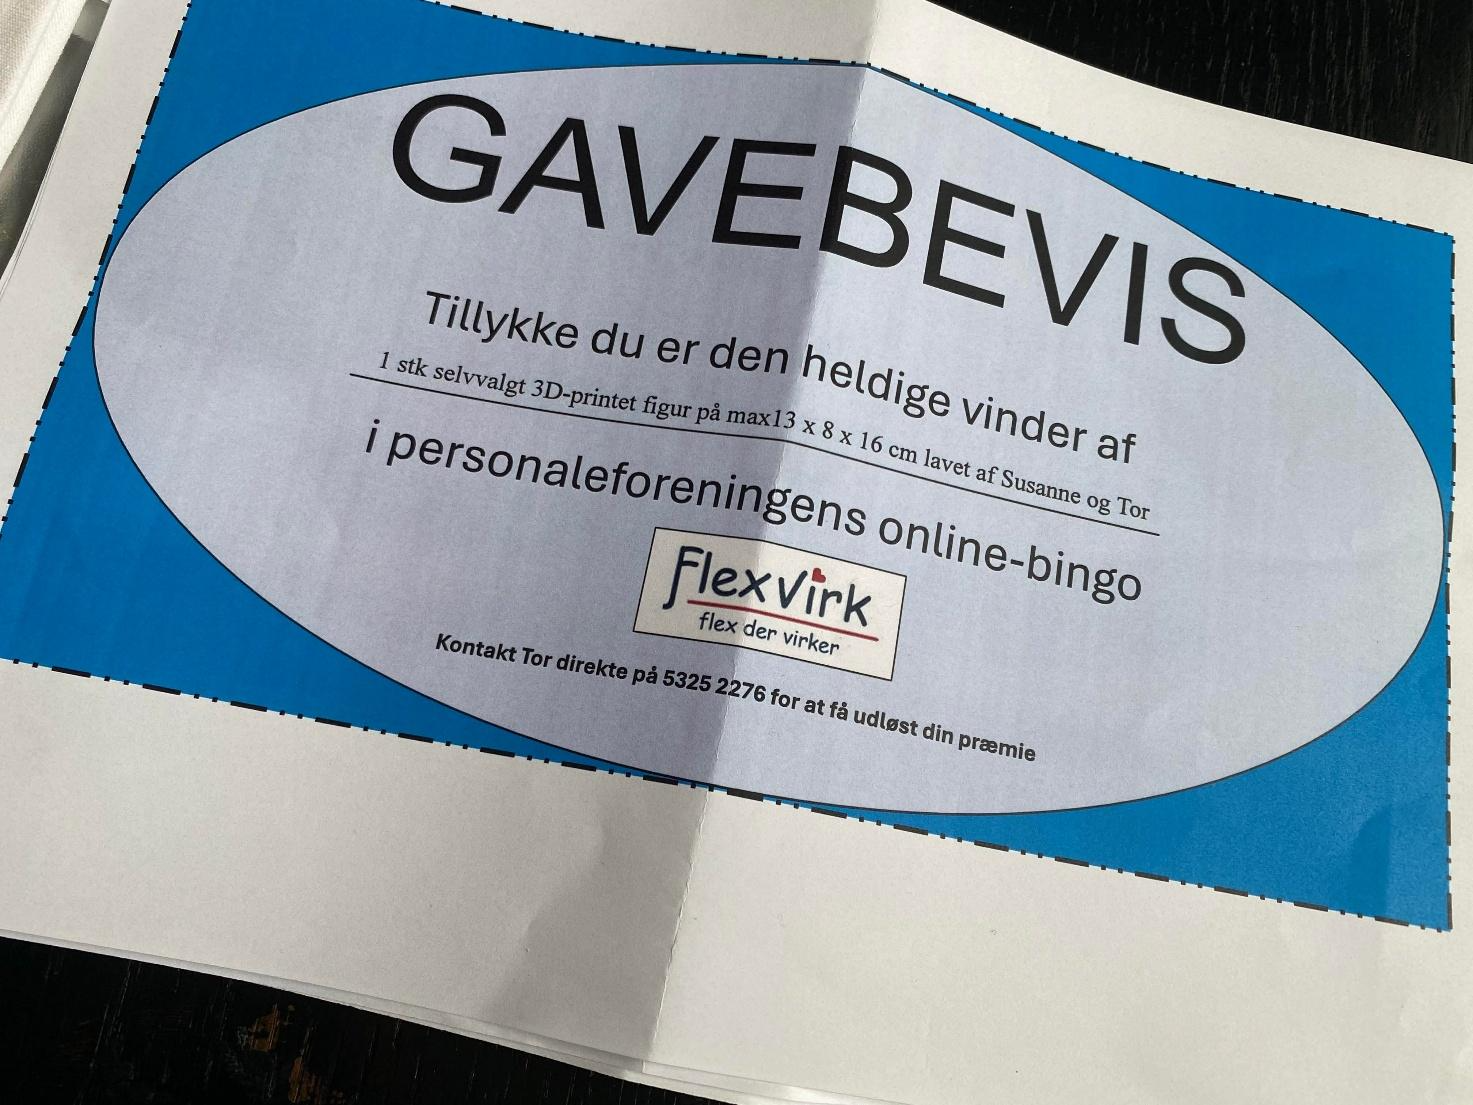 GAVEBEVIS
Tillykke du er den heldige vinder af
1 stk selvvalgt 3D-printet figur på max13 x 8 x 16 cm lavet af Susanne og Tor
i personaleforeningens online-bingo
flexvirk
flex der virker
Kontakt Tor direkte på 5325 2276 for at få udløst din præmie